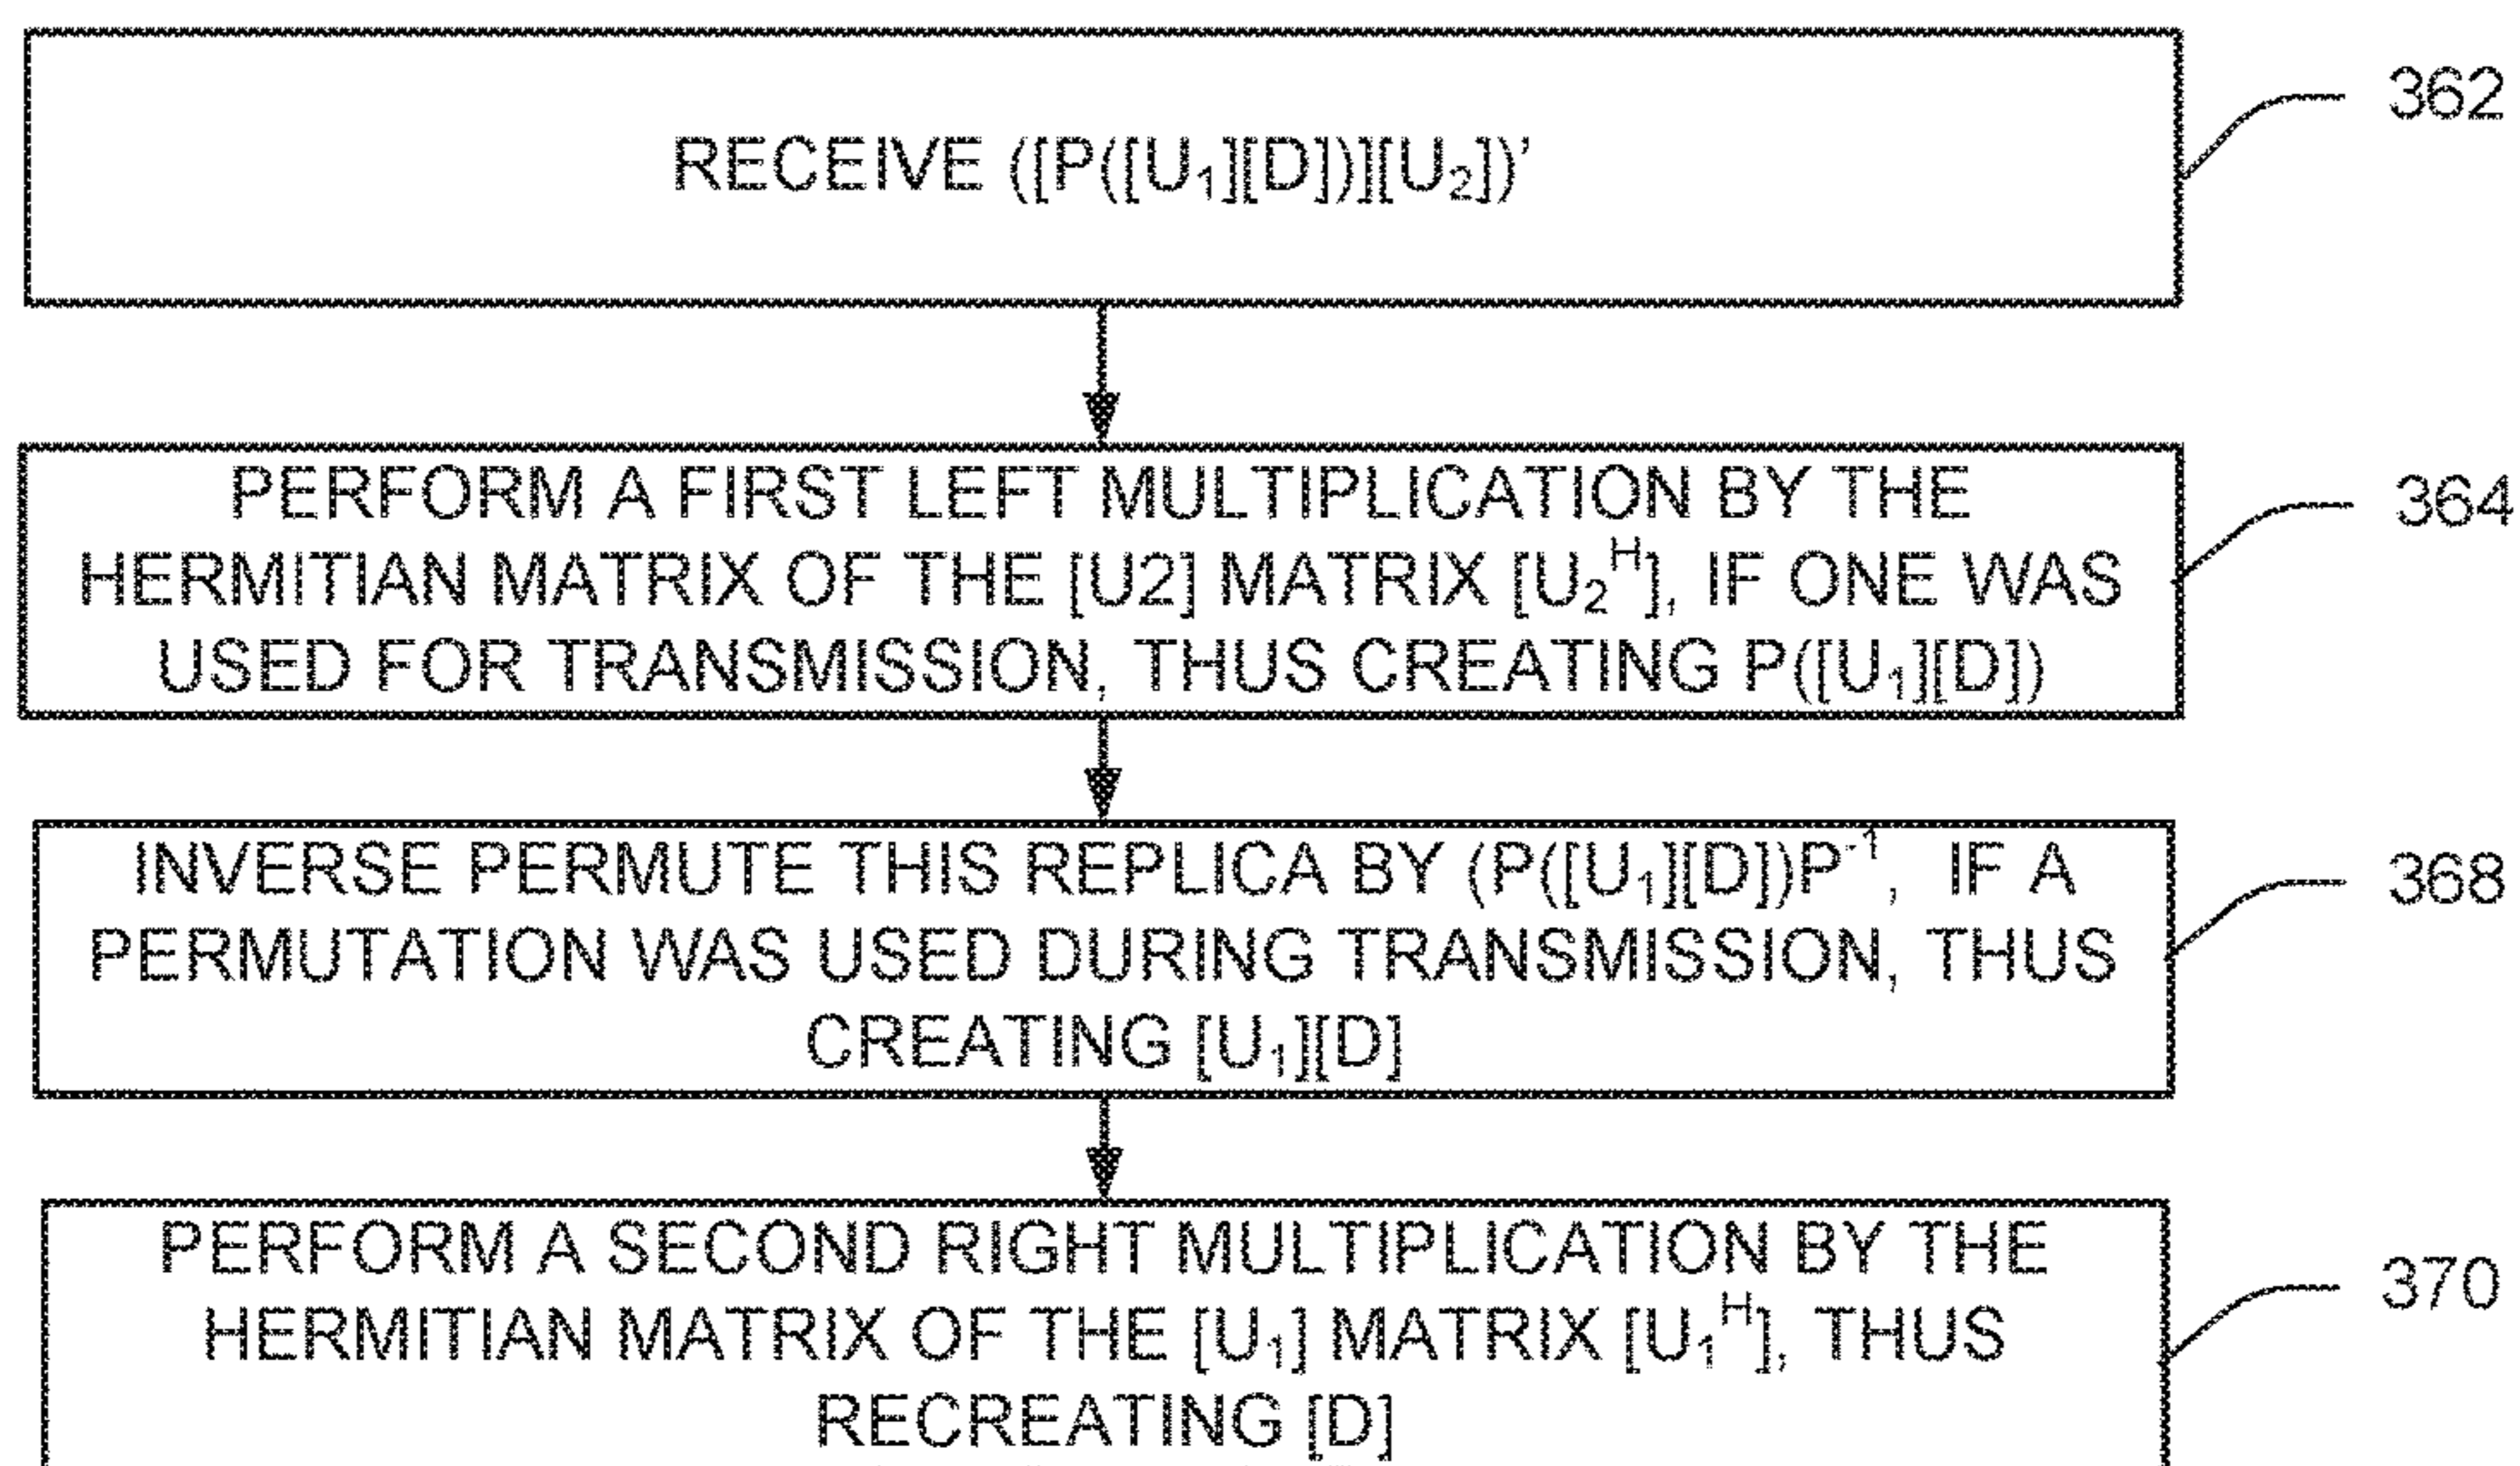 RECEIVE ([P([U₁][D])][U₂])’
362
PERFORM A FIRST LEFT MULTIPLICATION BY THE
HERMITIAN MATRIX OF THE [U2] MATRIX [U₂ᴴ], IF ONE WAS
USED FOR TRANSMISSION, THUS CREATING P([U₁][D])
364
INVERSE PERMUTE THIS REPLICA BY (P([U₁][D])P⁻¹, IF A
PERMUTATION WAS USED DURING TRANSMISSION, THUS
CREATING [U₁][D]
368
PERFORM A SECOND RIGHT MULTIPLICATION BY THE
HERMITIAN MATRIX OF THE [U₁] MATRIX [U₁ᴴ], THUS
RECREATING [D]
370